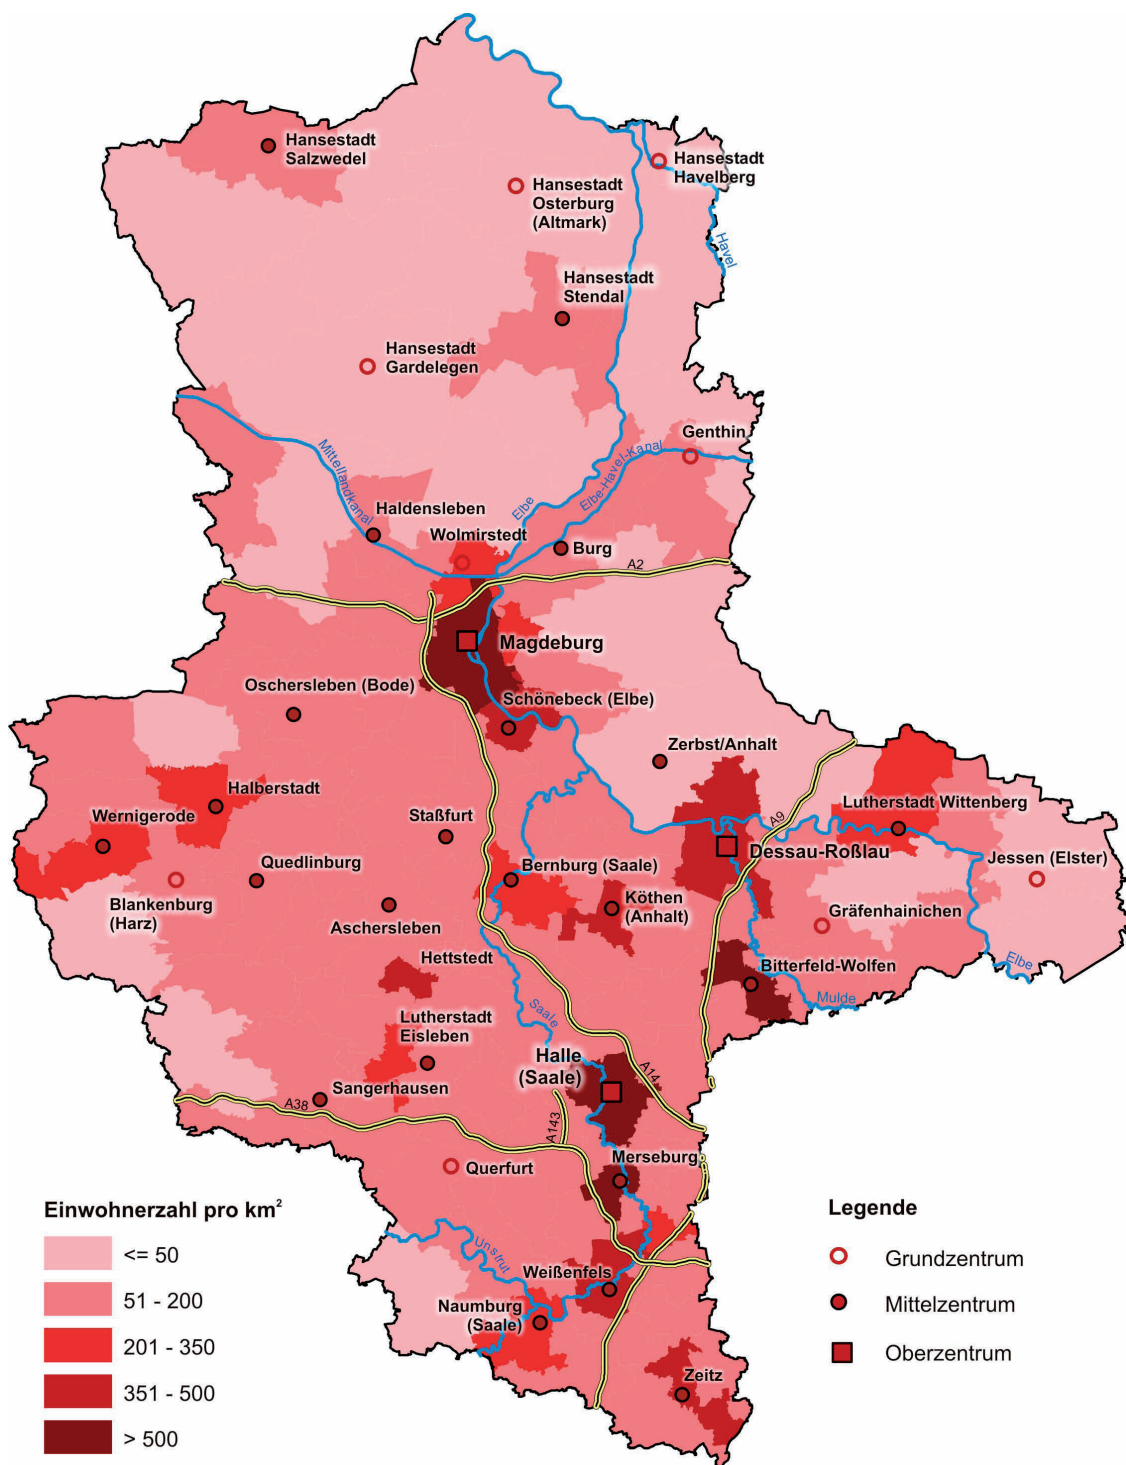 Hansestadt
Salzwedel
Hansestadt
Havelberg
Hansestadt
Osterburg
(Altmark)
Havel
Hansestadt
Stendal
Hansestadt
Gardelegen
Genthin
Mittellandkanal
Elbe-Havel-Kanal
Elbe
Haldensleben
Wolmirstedt
Burg
A2
Magdeburg
Oschersleben (Bode)
Schönebeck (Elbe)
Zerbst/Anhalt
Halberstadt
Wernigerode
Staßfurt
A9
Lutherstadt Wittenberg
Dessau-Roßlau
Quedlinburg
Bernburg (Saale)
Jessen (Elster)
Blankenburg
(Harz)
Köthen
(Anhalt)
Aschersleben
Gräfenhainichen
Hettstedt
Bitterfeld-Wolfen
Elbe
Mulde
Saale
Lutherstadt
Eisleben
Halle
(Saale)
A14
Sangerhausen
A38
A143
Merseburg
Querfurt
Unstrut
Weißenfels
Naumburg
(Saale)
Zeitz
Einwohnerzahl pro km²
<= 50
51 - 200
201 - 350
351 - 500
> 500
Legende
Grundzentrum
Mittelzentrum
Oberzentrum